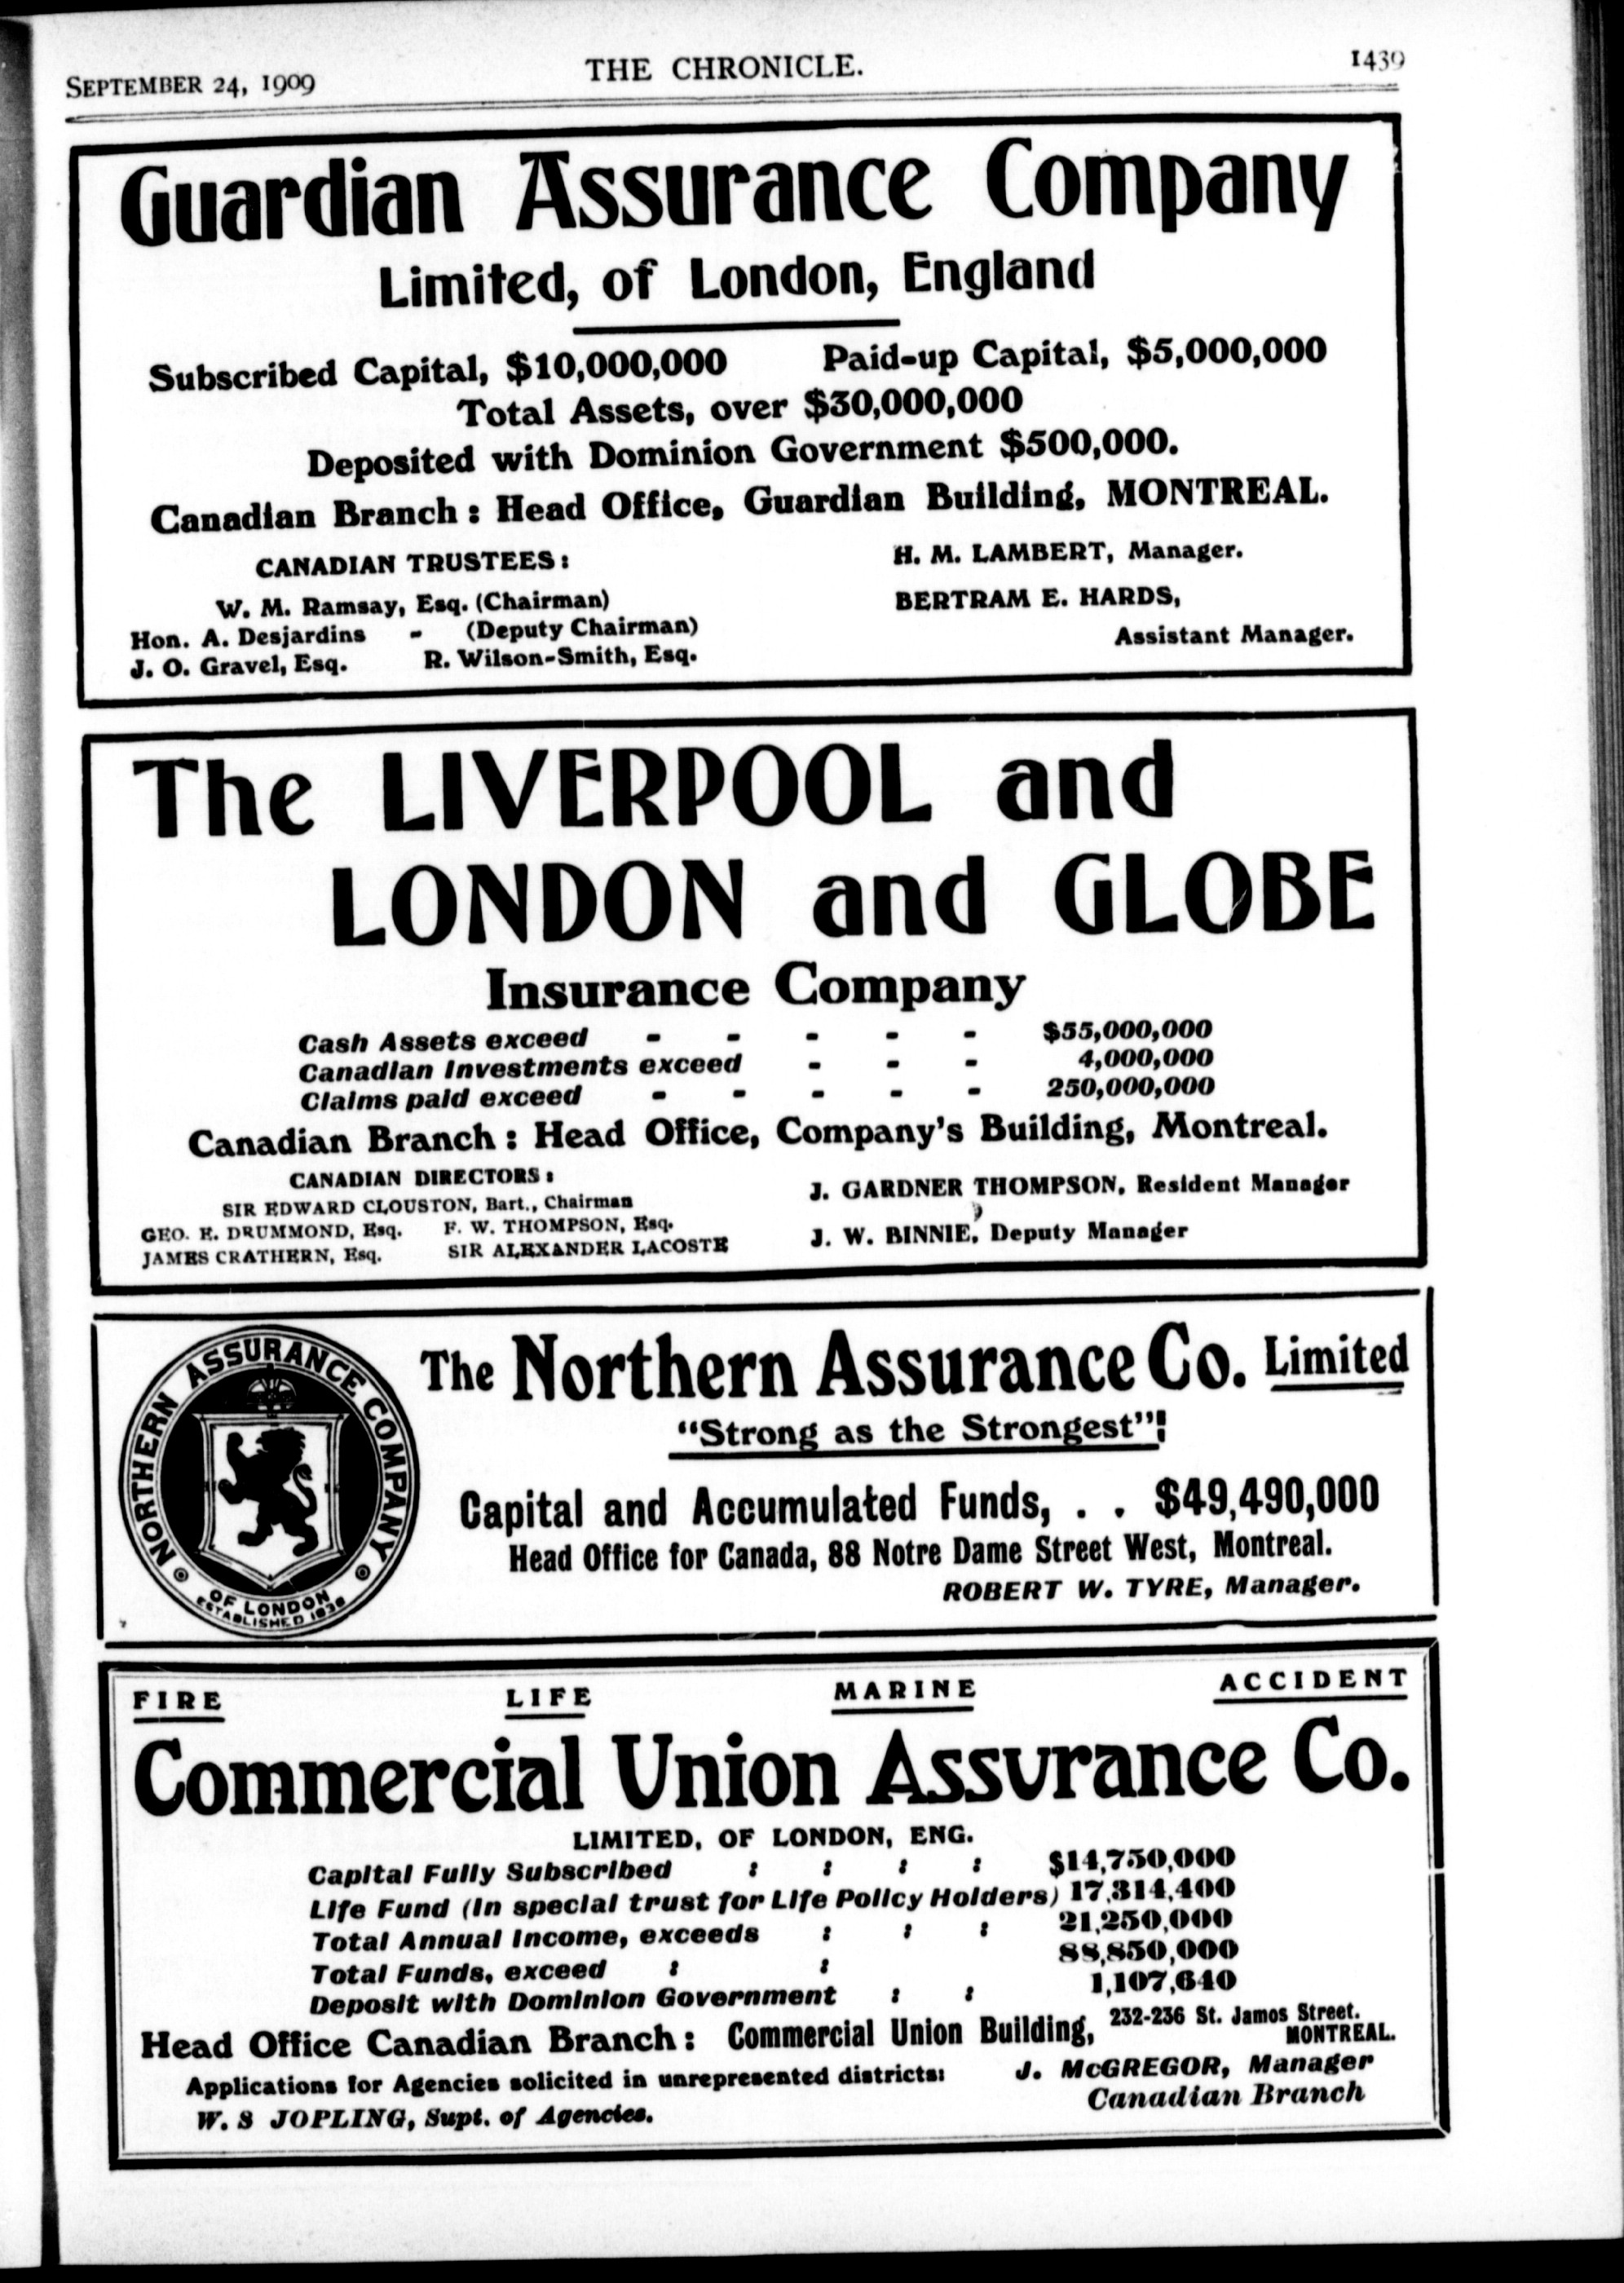 SEPTEMBER 24, 1909 THE CHRONICLE. 1439
Guardian Assurance Company
Limited, of London, England
Subscribed Capital, $10,000,000 Paid-up Capital, $5,000,000
Total Assets, over $30,000,000
Deposited with Dominion Government $500,000.
Canadian Branch : Head Office, Guardian Building, MONTREAL.
CANADIAN TRUSTEES :
W. M. Ramsay, Esq. (Chairman)
Hon. A. Desjardins - (Deputy Chairman)
J. O. Gravel, Esq. R. Wilson-Smith, Esq.
H. M. LAMBERT, Manager.
BERTRAM E. HARDS,
Assistant Manager.
The LIVERPOOL and
LONDON and GLOBE
Insurance Company
Cash Assets exceed - - - - - $55,000,000
Canadian Investments exceed - - - 4,000,000
Claims paid exceed - - - - - 250,000,000
Canadian Branch : Head Office, Company's Building, Montreal.
CANADIAN DIRECTORS :
SIR EDWARD CLOUSTON, Bart., Chairman
GEO. E. DRUMMOND, Esq. F. W. THOMPSON, Esq.
JAMES CRATHERN, Esq. SIR ALEXANDER LACOSTE
J. GARDNER THOMPSON, Resident Manager
J. W. BINNIE, Deputy Manager
NORTHERN ASSURANCE COMPANY
OF LONDON
ESTABLISHED 1836
The Northern Assurance Co. Limited
"Strong as the Strongest"!
Capital and Accumulated Funds, . . $49,490,000
Head Office for Canada, 88 Notre Dame Street West, Montreal.
ROBERT W. TYRE, Manager.
FIRE LIFE MARINE ACCIDENT
Commercial Union Assurance Co.
LIMITED, OF LONDON, ENG.
Capital Fully Subscribed : : : : $14,750,000
Life Fund (In special trust for Life Policy Holders) 17,314,400
Total Annual Income, exceeds : : : 21,250,000
Total Funds, exceed : : 88,850,000
Deposit with Dominion Government : : 1,107,640
Head Office Canadian Branch : Commercial Union Building, 232-236 St. James Street.
MONTREAL.
Applications for Agencies solicited in unrepresented districts:
W. S JOPLING, Supt. of Agencies.
J. McGREGOR, Manager
Canadian Branch